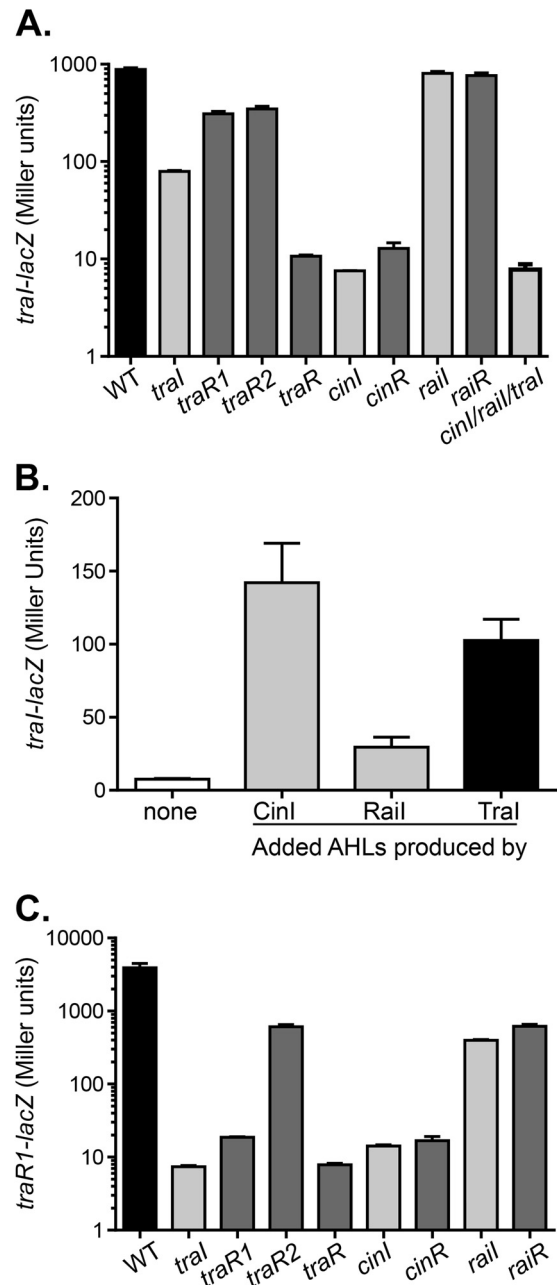 A.
traI-lacZ (Miller units)
1000
100
10
1
WT
traI
traR1
traR2
traR
cinI
cinR
raiI
raiR
cinI/raiI/traI
B.
traI-lacZ (Miller Units)
200
150
100
50
0
none
CinI
RaiI
TraI
Added AHLs produced by
C.
traR1-lacZ (Miller units)
10000
1000
100
10
1
WT
traI
traR1
traR2
traR
cinI
cinR
raiI
raiR